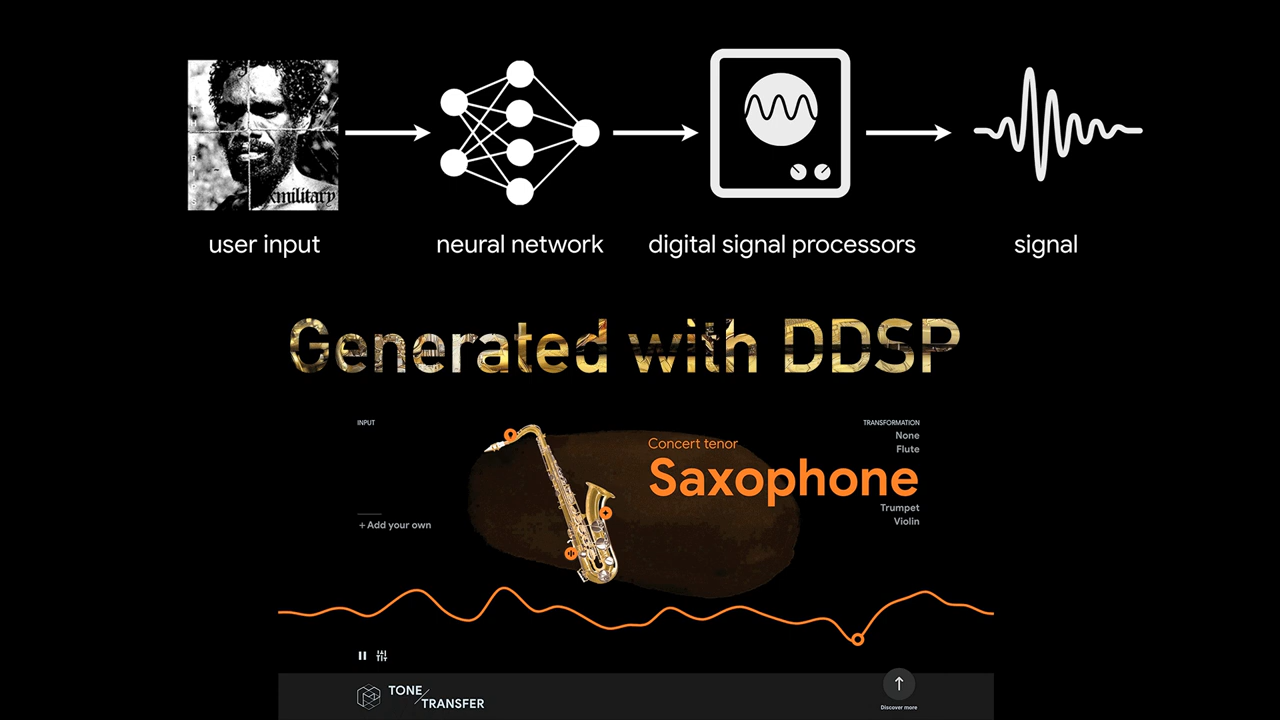 xmilitary
user input
neural network
digital signal processors
signal
Generated with DDSP
INPUT
TRANSFORMATION
None
Flute
Concert tenor
Saxophone
Trumpet
Violin
+ Add your own
TONE
TRANSFER
Discover more